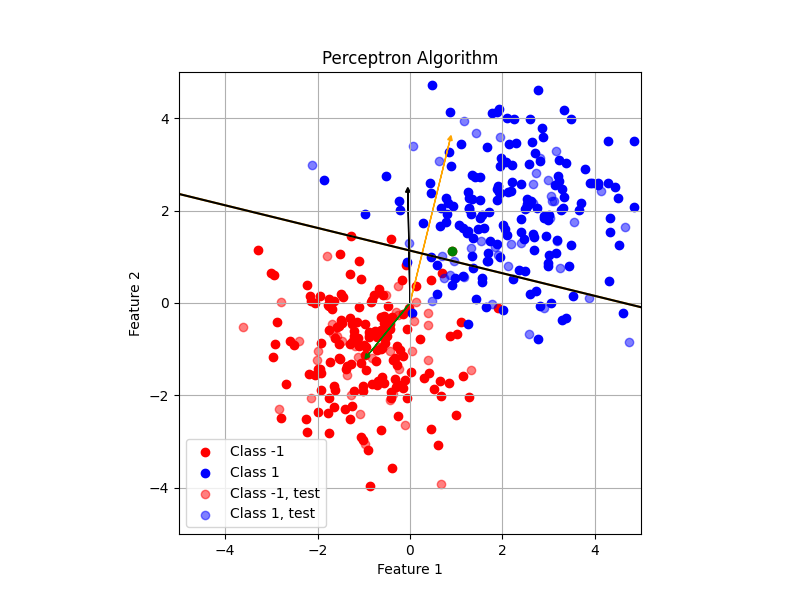 Perceptron Algorithm
4
2
0
−2
−4
Feature 2
Class -1
Class 1
Class -1, test
Class 1, test
−4 −2 0 2 4
Feature 1